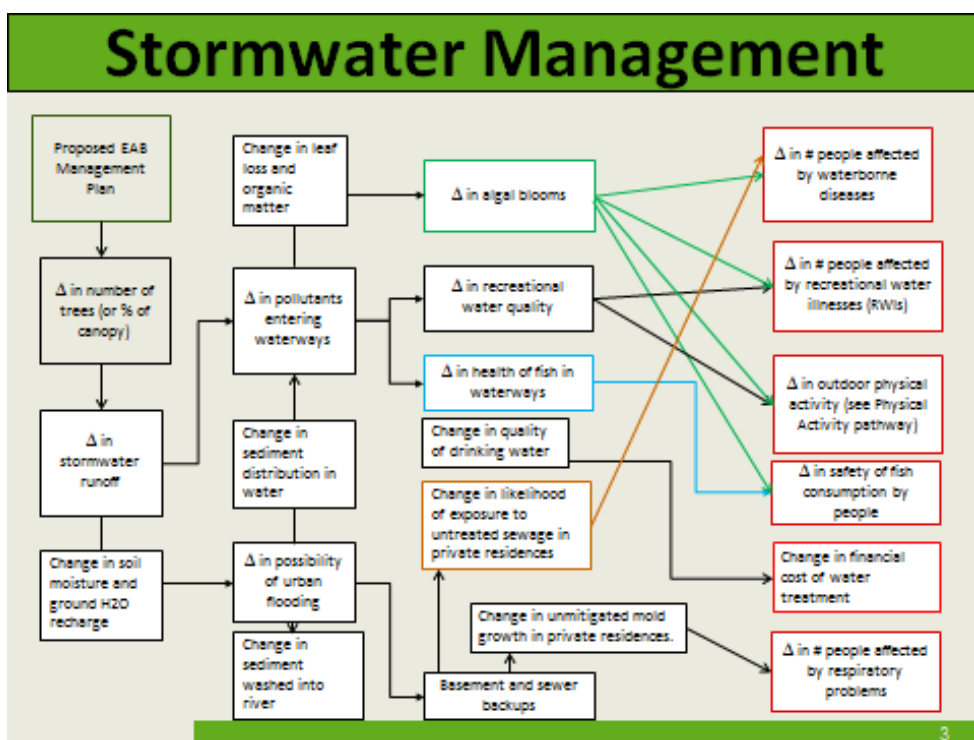 Stormwater Management
Proposed EAB
Management
Plan
Δ in number of
trees (or % of
canopy)
Δ in
stormwater
runoff
Change in soil
moisture and
ground H2O
recharge
Change in leaf
loss and
organic
matter
Δ in pollutants
entering
waterways
Change in
sediment
distribution in
water
Δ in possibility
of urban
flooding
Change in
sediment
washed into
river
Δ in algal blooms
Δ in recreational
water quality
Δ in health of fish in
waterways
Change in quality
of drinking water
Change in likelihood
of exposure to
untreated sewage in
private residences
Change in unmitigated mold
growth in private residences.
Basement and sewer
backups
Δ in # people affected
by waterborne
diseases
Δ in # people affected
by recreational water
illnesses (RWIs)
Δ in outdoor physical
activity (see Physical
Activity pathway)
Δ in safety of fish
consumption by
people
Change in financial
cost of water
treatment
Δ in # people affected
by respiratory
problems
3